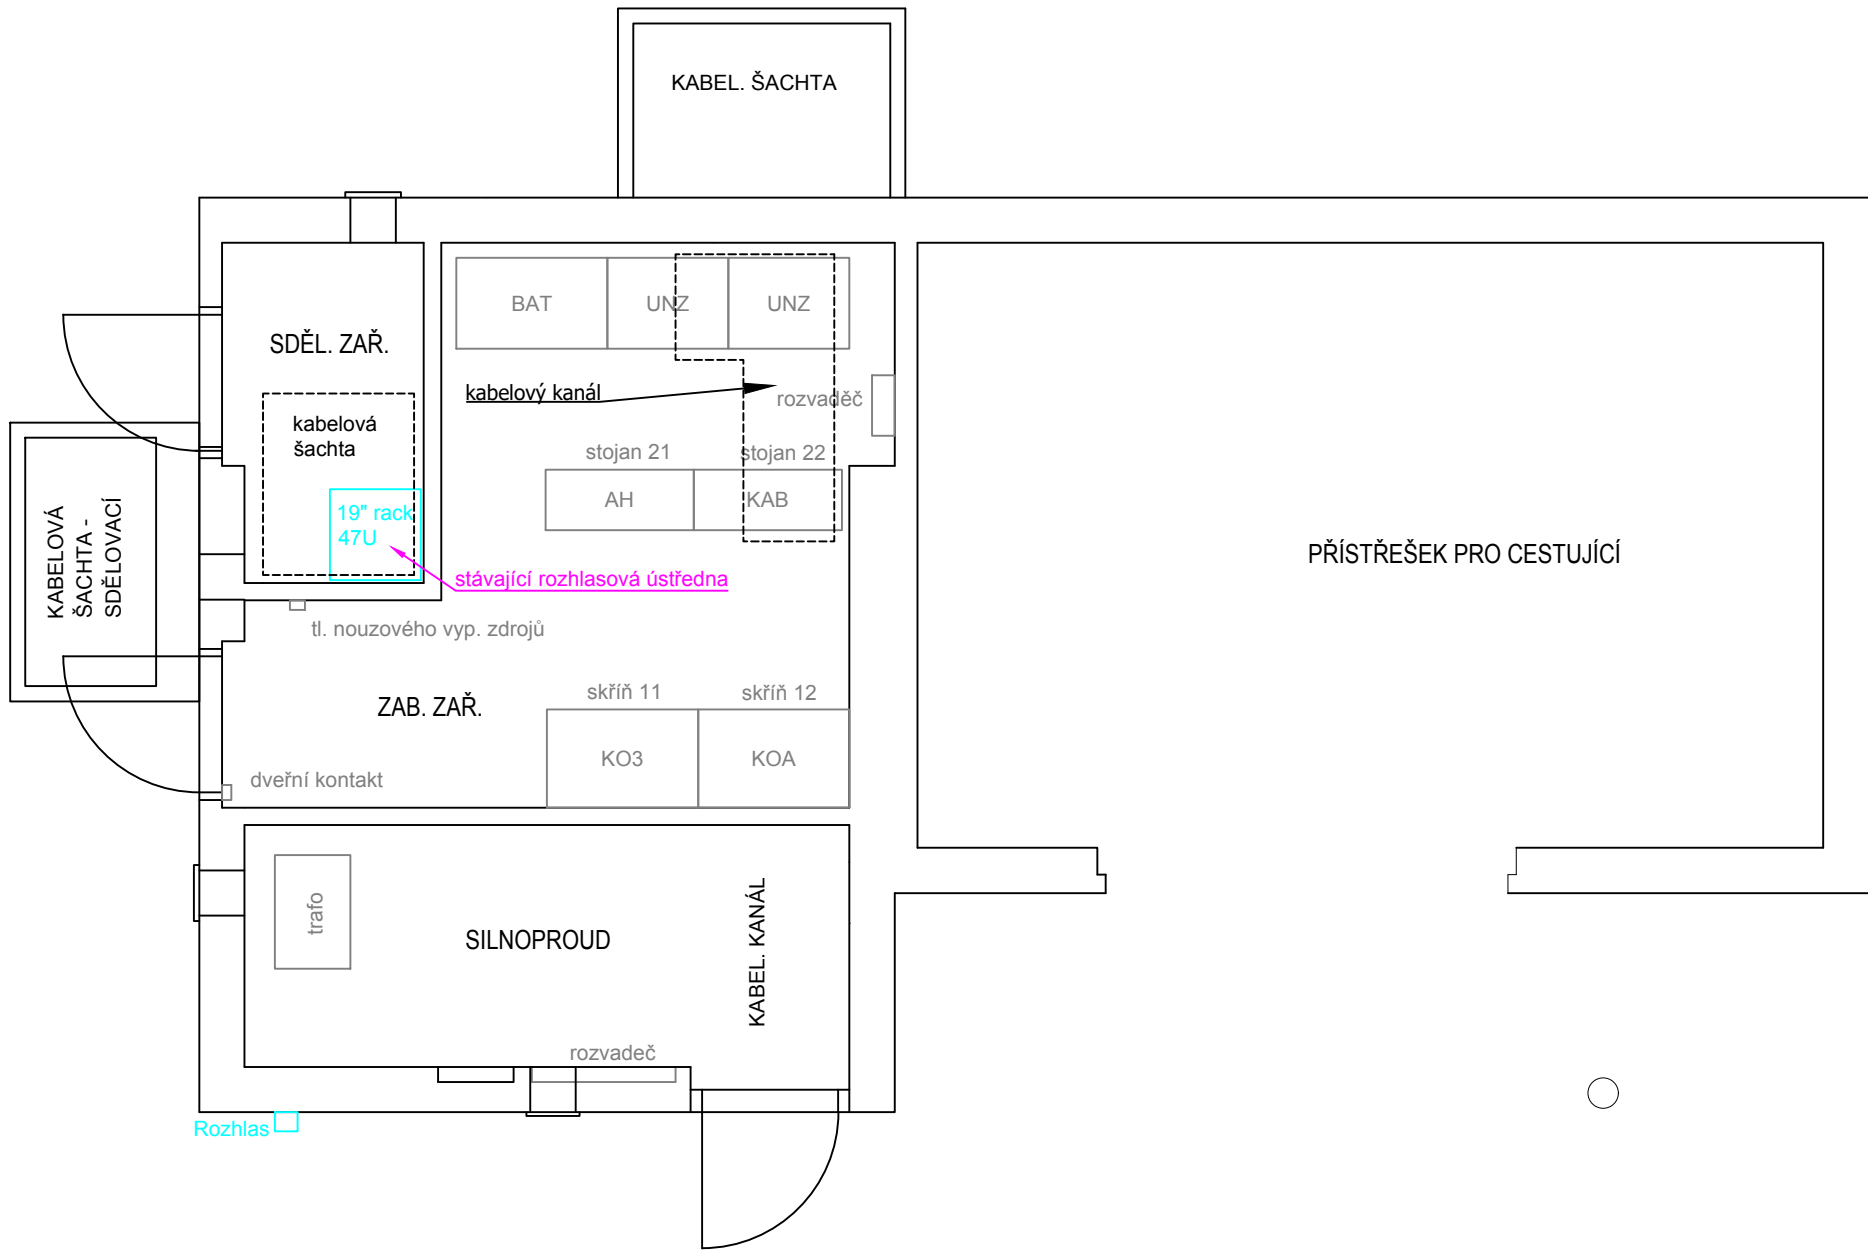 KABEL. ŠACHTA
BAT
UNZ
UNZ
SDĚL. ZAŘ.
kabelový kanál
rozvaděč
kabelová
šachta
stojan 21
stojan 22
AH
KAB
19" rack
47U
KABELOVÁ
ŠACHTA -
SDĚLOVACÍ
PŘÍSTŘEŠEK PRO CESTUJÍCÍ
stávající rozhlasová ústředna
tl. nouzového vyp. zdrojů
ZAB. ZAŘ.
skříň 11
skříň 12
KO3
KOA
dveřní kontakt
trafo
SILNOPROUD
KABEL. KANÁL
rozvadeč
Rozhlas